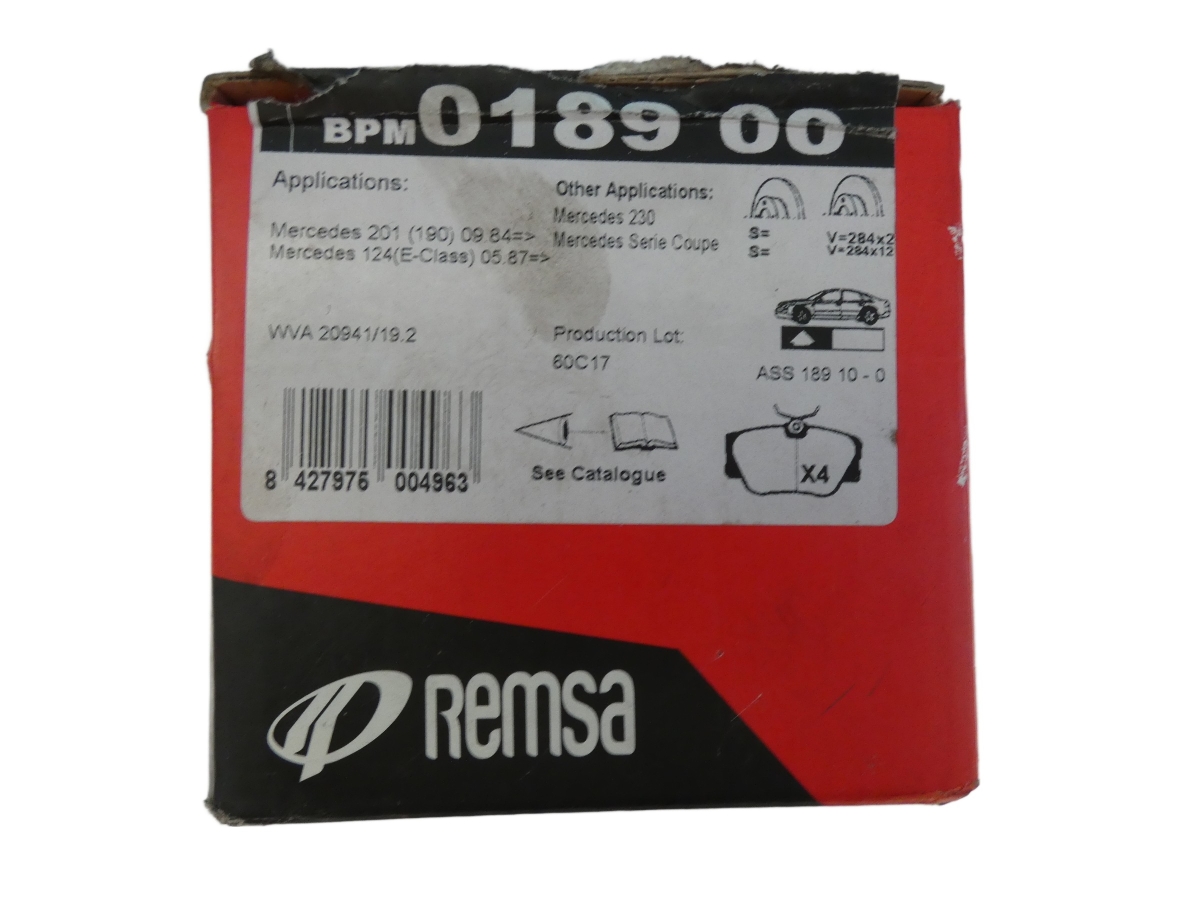 BPM 0189 00
Applications:
Mercedes 201 (190) 09.84=>
Mercedes 124(E-Class) 05.87=>
WVA 20941/19.2
Other Applications:
Mercedes 230
Mercedes Serie Coupe
Production Lot:
60C17
S=
S=
V=284x2
V=284x12
ASS 189 10 - 0
8 427975 004963
See Catalogue
X4
Remsa